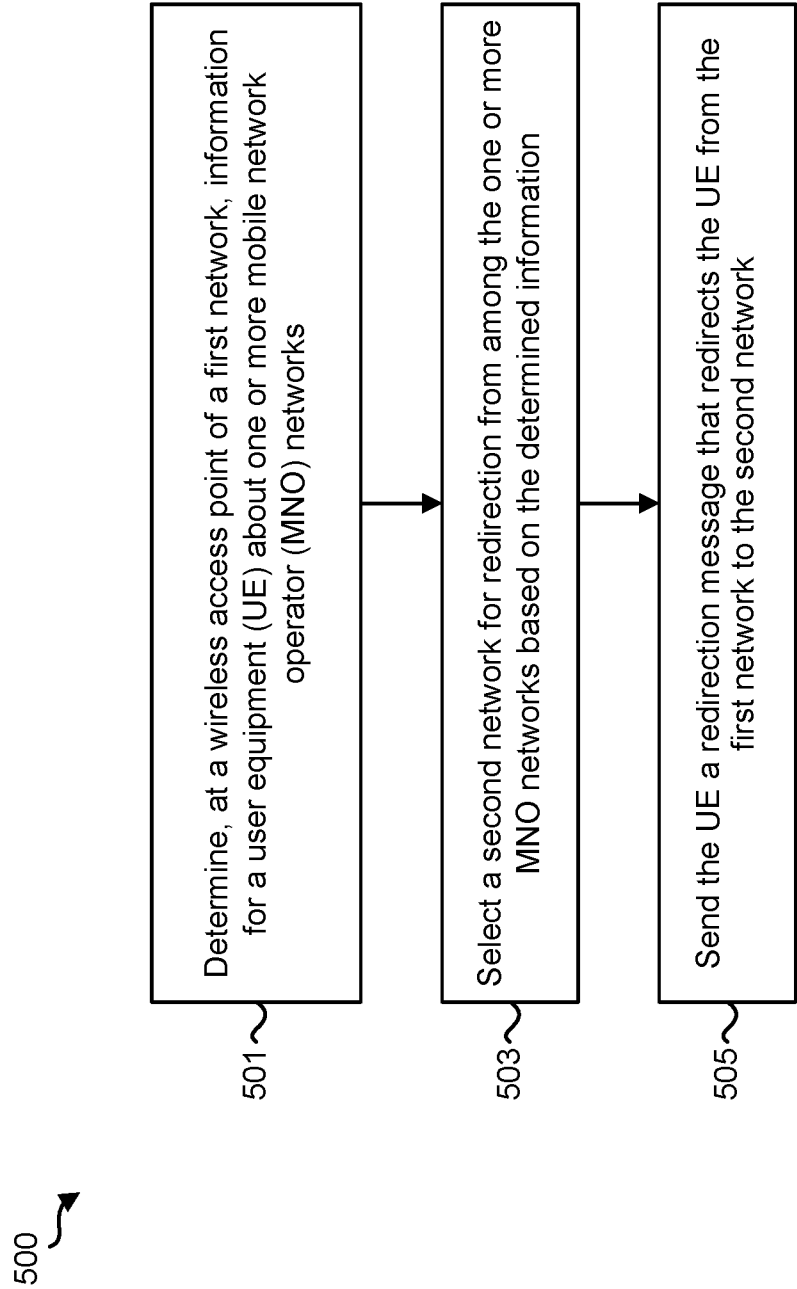 500
501
Determine, at a wireless access point of a first network, information
for a user equipment (UE) about one or more mobile network
operator (MNO) networks
503
Select a second network for redirection from among the one or more
MNO networks based on the determined information
505
Send the UE a redirection message that redirects the UE from the
first network to the second network